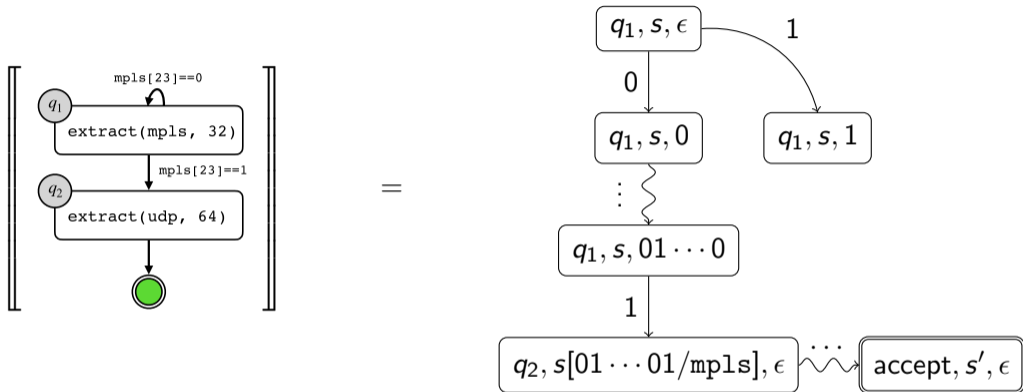 mpls[23]==0
q₁
extract(mpls, 32)
mpls[23]==1
q₂
extract(udp, 64)
=
q₁, s, ϵ
1
0
q₁, s, 0
q₁, s, 1
⋮
q₁, s, 01 ⋯ 0
1
q₂, s[01 ⋯ 01/mpls], ϵ
⋯
accept, s′, ϵ